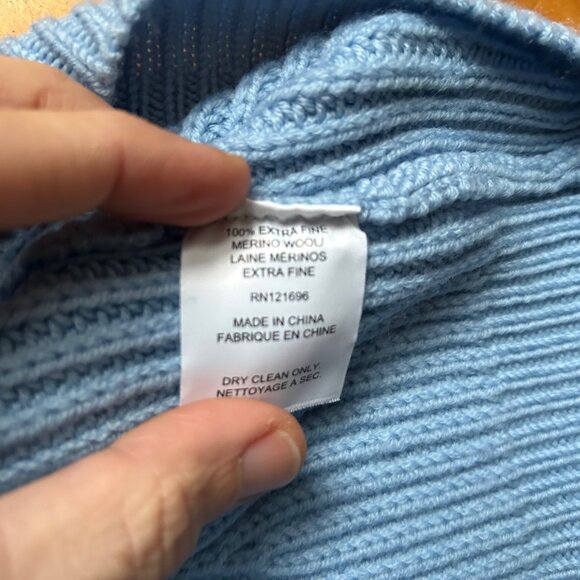 100% EXTRA FINE
MERINO WOOL
LAINE MÉRINOS
EXTRA FINE
RN121696
MADE IN CHINA
FABRIQUE EN CHINE
DRY CLEAN ONLY.
NETTOYAGE A SEC.